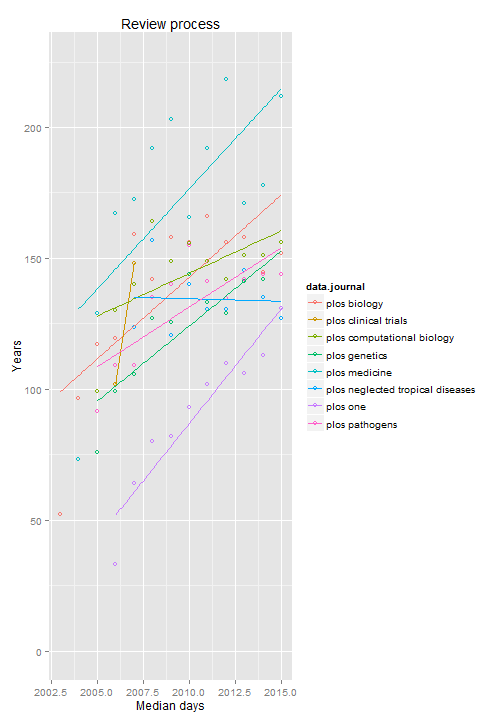 Review process
Years
200
150
100
50
0
2002.5 2005.0 2007.5 2010.0 2012.5 2015.0
Median days
data.journal
plos biology
plos clinical trials
plos computational biology
plos genetics
plos medicine
plos neglected tropical diseases
plos one
plos pathogens